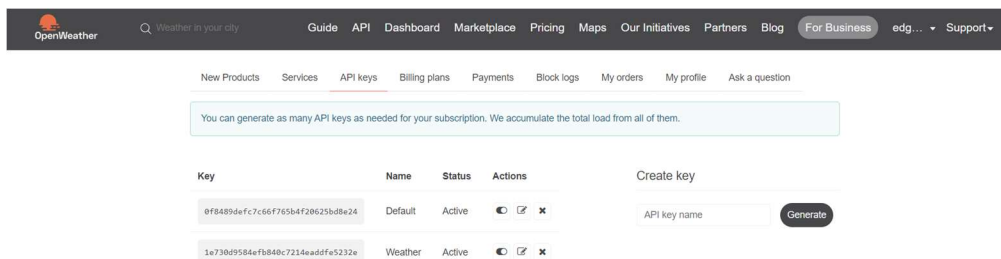 OpenWeather
Weather in your city
Guide API Dashboard Marketplace Pricing Maps Our Initiatives Partners Blog For Business edg... Support
New Products Services API keys Billing plans Payments Block logs My orders My profile Ask a question
You can generate as many API keys as needed for your subscription. We accumulate the total load from all of them.
Key Name Status Actions
0f8489defc7c66f765b4f20625bd8e24 Default Active
1e730d9584efb840c7214eaddfe5232e Weather Active
Create key
API key name Generate